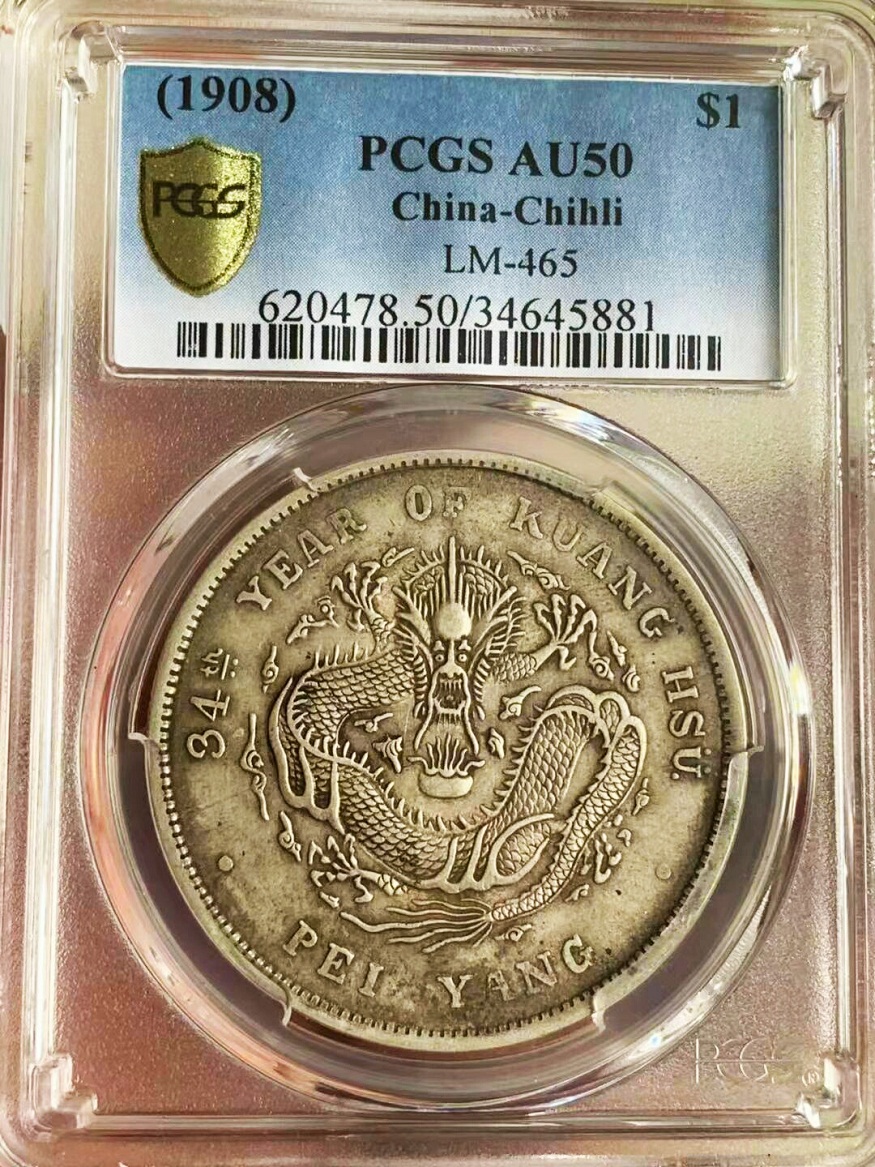 (1908) $1
PCGS AU50
PCGS
China-Chihli
LM-465
620478.50/34645881
34th YEAR OF KUANG HSÜ.
PEI YANG
PCGS